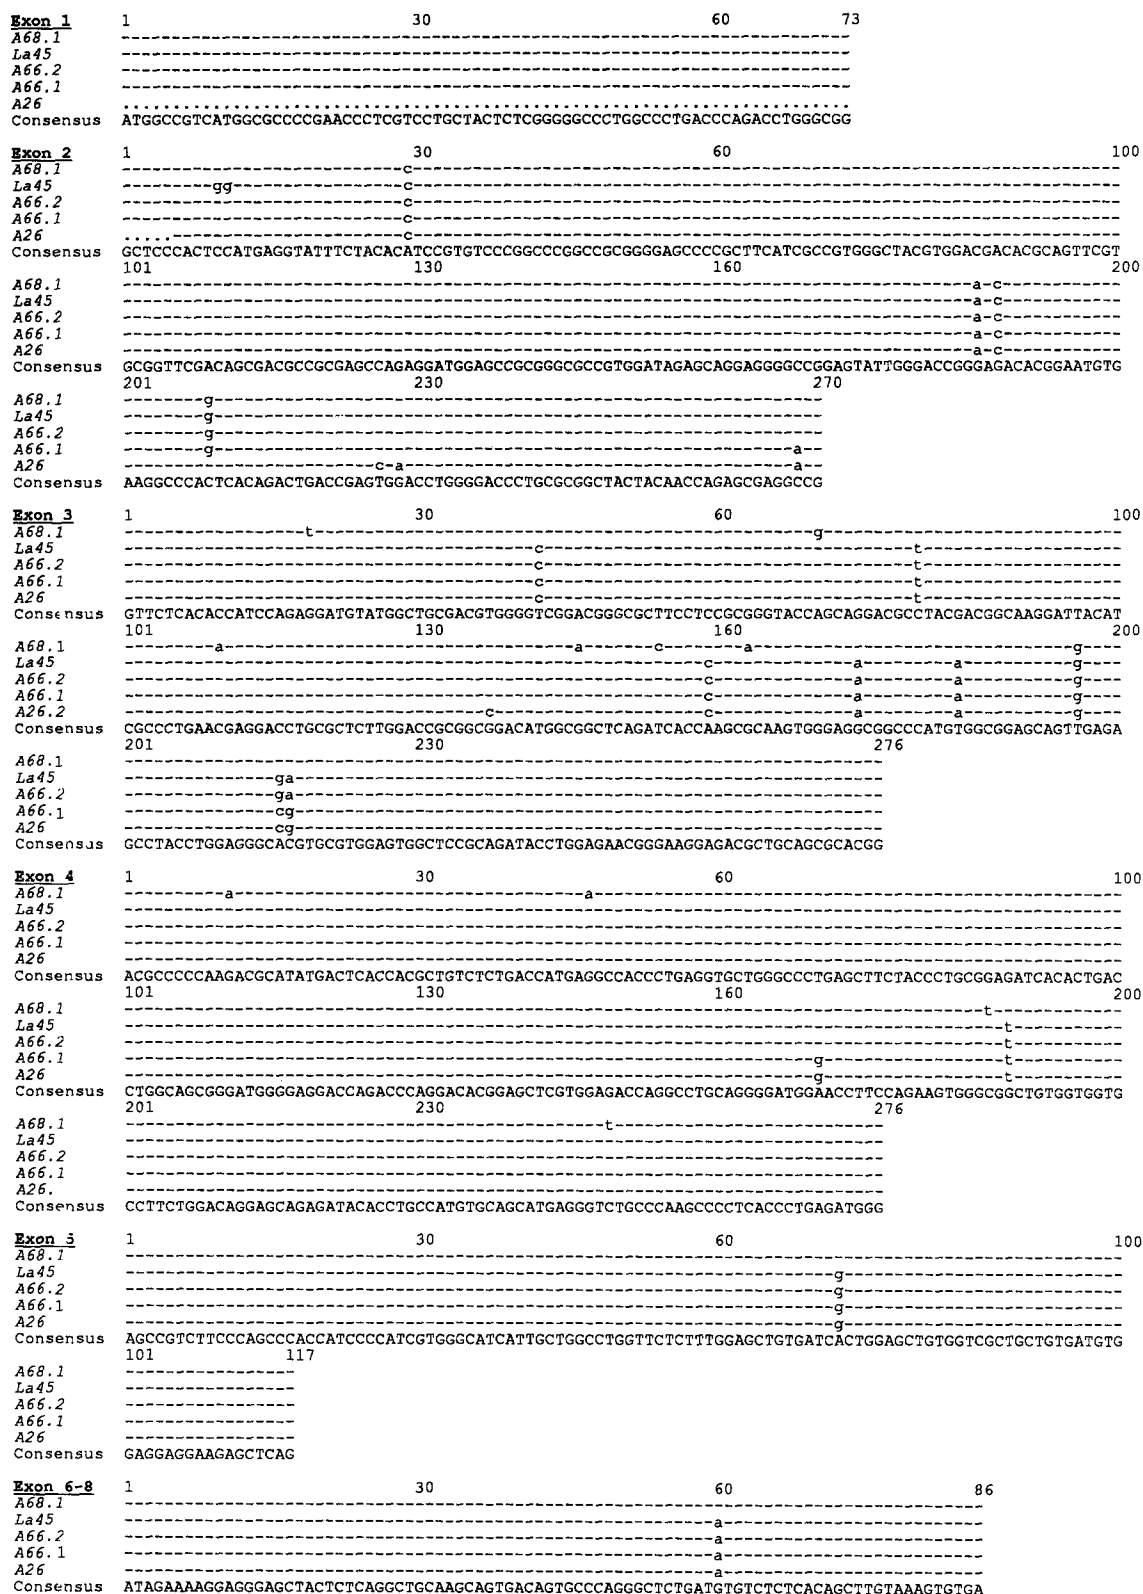 Exon 1 1 30 60 73
A68.1 -------------------------------------------------------------------------
La45 -------------------------------------------------------------------------
A66.2 -------------------------------------------------------------------------
A66.1 -------------------------------------------------------------------------
A26 .........................................................................
Consensus ATGGCCGTCATGGCGCCCCGAACCCTCGTCCTGCTACTCTCGGGGGCCCTGGCCCTGACCCAGACCTGGGCGG
Exon 2 1 30 60 100
A68.1 ----------------------------c-----------------------------------------------------------------------
La45 ---------gg-----------------c-----------------------------------------------------------------------
A66.2 ----------------------------c-----------------------------------------------------------------------
A66.1 ----------------------------c-----------------------------------------------------------------------
A26 .....-----------------------c-----------------------------------------------------------------------
Consensus GCTCCCACTCCATGAGGTATTTCTACACATCCGTGTCCCGGCCCGGCCGCGGGGAGCCCCGCTTCATCGCCGTGGGCTACGTGGACGACACGCAGTTCGT
101 130 160 200
A68.1 -------------------------------------------------------------------------------------a-c------------
La45 -------------------------------------------------------------------------------------a-c------------
A66.2 -------------------------------------------------------------------------------------a-c------------
A66.1 -------------------------------------------------------------------------------------a-c------------
A26 -------------------------------------------------------------------------------------a-c------------
Consensus GCGGTTCGACAGCGACGCCGCGAGCCAGAGGATGGAGCCGCGGGCGCCGTGGATAGAGCAGGAGGGGCCGGAGTATTGGGACCGGGAGACACGGAATGTG
201 230 270
A68.1 --------g-------------------------------------------------------------
La45 --------g-------------------------------------------------------------
A66.2 --------g-------------------------------------------------------------
A66.1 --------g----------------------------------------------------------a--
A26 -------------------------c-a---------------------------------------a--
Consensus AAGGCCCACTCACAGACTGACCGAGTGGACCTGGGGACCCTGCGCGGCTACTACAACCAGAGCGAGGCCG
Exon 3 1 30 60 100
A68.1 ------------------t--------------------------------------------------g------------------------------
La45 -----------------------------------------c-------------------------------------t--------------------
A66.2 -----------------------------------------c-------------------------------------t--------------------
A66.1 -----------------------------------------c-------------------------------------t--------------------
A26 -----------------------------------------c-------------------------------------t--------------------
Consensus GTTCTCACACCATCCAGAGGATGTATGGCTGCGACGTGGGGTCGGACGGGCGCTTCCTCCGCGGGTACCAGCAGGACGCCTACGACGGCAAGGATTACAT
101 130 160 200
A68.1 ---------a-----------------------------------a-------c--------a--------------------------------g----
La45 ----------------------------------------------------------c--------------a---------a-----------g----
A66.2 ----------------------------------------------------------c--------------a---------a-----------g----
A66.1 ----------------------------------------------------------c--------------a---------a-----------g----
A26.2 ------------------------------------c---------------------c--------------a---------a-----------g----
Consensus CGCCCTGAACGAGGACCTGCGCTCTTGGACCGCGGCGGACATGGCGGCTCAGATCACCAAGCGCAAGTGGGAGGCGGCCCATGTGGCGGAGCAGTTGAGA
201 230 276
A68.1 ----------------------------------------------------------------------------
La45 ---------------ga-----------------------------------------------------------
A66.2 ---------------ga-----------------------------------------------------------
A66.1 ---------------cg-----------------------------------------------------------
A26 ---------------cg-----------------------------------------------------------
Consensus GCCTACCTGGAGGGCACGTGCGTGGAGTGGCTCCGCAGATACCTGGAGAACGGGAAGGAGACGCTGCAGCGCACGG
Exon 4 1 30 60 100
A68.1 ----------a-----------------------------------a-----------------------------------------------------
La45 ----------------------------------------------------------------------------------------------------
A66.2 ----------------------------------------------------------------------------------------------------
A66.1 ----------------------------------------------------------------------------------------------------
A26 ----------------------------------------------------------------------------------------------------
Consensus ACGCCCCCAAGACGCATATGACTCACCACGCTGTCTCTGACCATGAGGCCACCCTGAGGTGCTGGGCCCTGAGCTTCTACCCTGCGGAGATCACACTGAC
101 130 160 200
A68.1 --------------------------------------------------------------------------------------t-------------
La45 ----------------------------------------------------------------------------------------t-----------
A66.2 ----------------------------------------------------------------------------------------t-----------
A66.1 ---------------------------------------------------------------------g------------------t-----------
A26 ---------------------------------------------------------------------g------------------t-----------
Consensus CTGGCAGCGGGATGGGGAGGACCAGACCCAGGACACGGAGCTCGTGGAGACCAGGCCTGCAGGGGATGGAACCTTCCAGAAGTGGGCGGCTGTGGTGGTG
201 230 276
A68.1 ------------------------------------------------t---------------------------
La45 ----------------------------------------------------------------------------
A66.2 ----------------------------------------------------------------------------
A66.1 ----------------------------------------------------------------------------
A26. ----------------------------------------------------------------------------
Consensus CCTTCTGGACAGGAGCAGAGATACACCTGCCATGTGCAGCATGAGGGTCTGCCCAAGCCCCTCACCCTGAGATGGG
Exon 5 1 30 60 100
A68.1 ----------------------------------------------------------------------------------------------------
La45 -----------------------------------------------------------------------g----------------------------
A66.2 -----------------------------------------------------------------------g----------------------------
A66.1 -----------------------------------------------------------------------g----------------------------
A26 -----------------------------------------------------------------------g----------------------------
Consensus AGCCGTCTTCCCAGCCCACCATCCCCATCGTGGGCATCATTGCTGGCCTGGTTCTCTTTGGAGCTGTGATCACTGGAGCTGTGGTCGCTGCTGTGATGTG
101 117
A68.1 -----------------
La45 -----------------
A66.2 -----------------
A66.1 -----------------
A26 -----------------
Consensus GAGGAGGAAGAGCTCAG
Exon 6-8 1 30 60 86
A68.1 --------------------------------------------------------------------------------------
La45 -----------------------------------------------------------a--------------------------
A66.2 -----------------------------------------------------------a--------------------------
A66.1 -----------------------------------------------------------a--------------------------
A26 -----------------------------------------------------------a--------------------------
Consensus ATAGAAAAGGAGGGAGCTACTCTCAGGCTGCAAGCAGTGACAGTGCCCAGGGCTCTGATGTGTCTCTCACAGCTTGTAAAGTGTGA